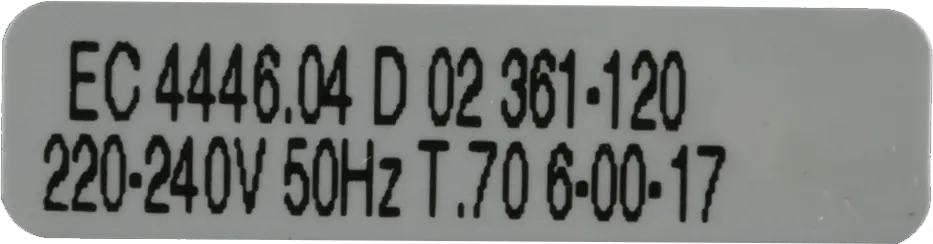 EC 4446.04 D 02 361-120
220-240V 50Hz T.70 6-00-17